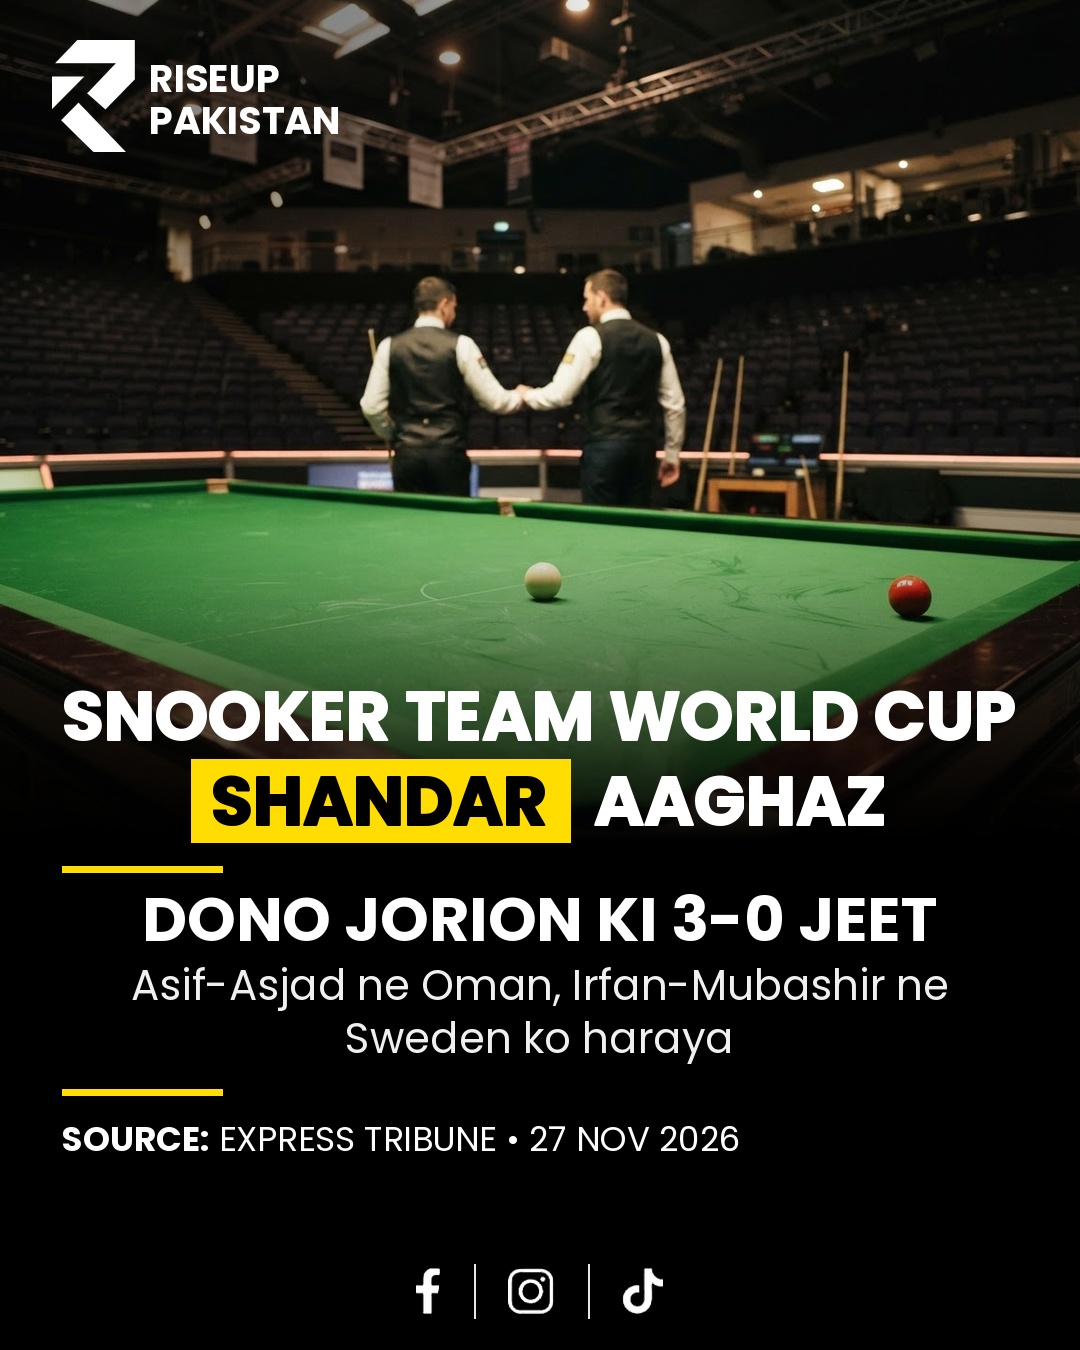 RISEUP
PAKISTAN
SNOOKER TEAM WORLD CUP
SHANDAR AAGHAZ
DONO JORION KI 3-0 JEET
Asif-Asjad ne Oman, Irfan-Mubashir ne
Sweden ko haraya
SOURCE: EXPRESS TRIBUNE • 27 NOV 2026